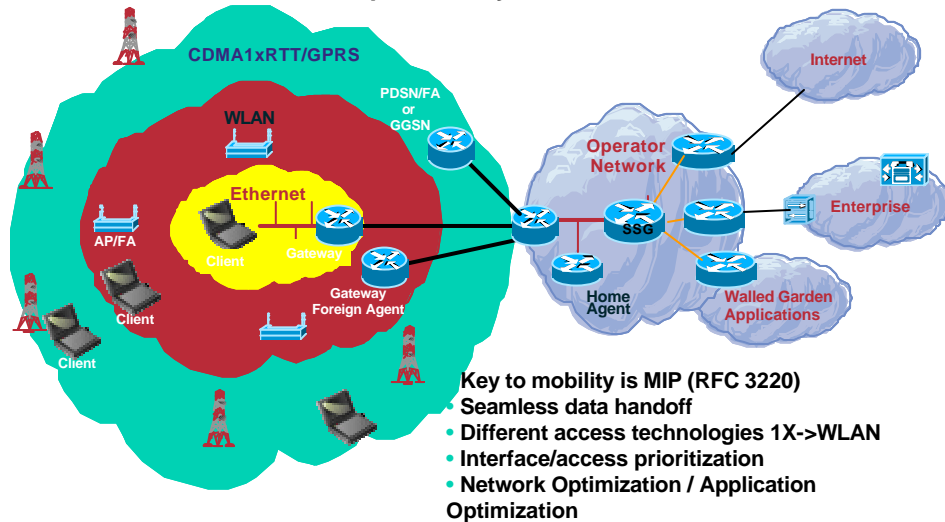 CDMA1xRTT/GPRS
PDSN/FA
or
GGSN
WLAN
Ethernet
Client
Gateway
AP/FA
Client
Client
Gateway
Foreign Agent
Operator
Network
SSG
Home
Agent
Internet
Enterprise
Walled Garden
Applications
Key to mobility is MIP (RFC 3220)
• Seamless data handoff
• Different access technologies 1X->WLAN
• Interface/access prioritization
• Network Optimization / Application
Optimization